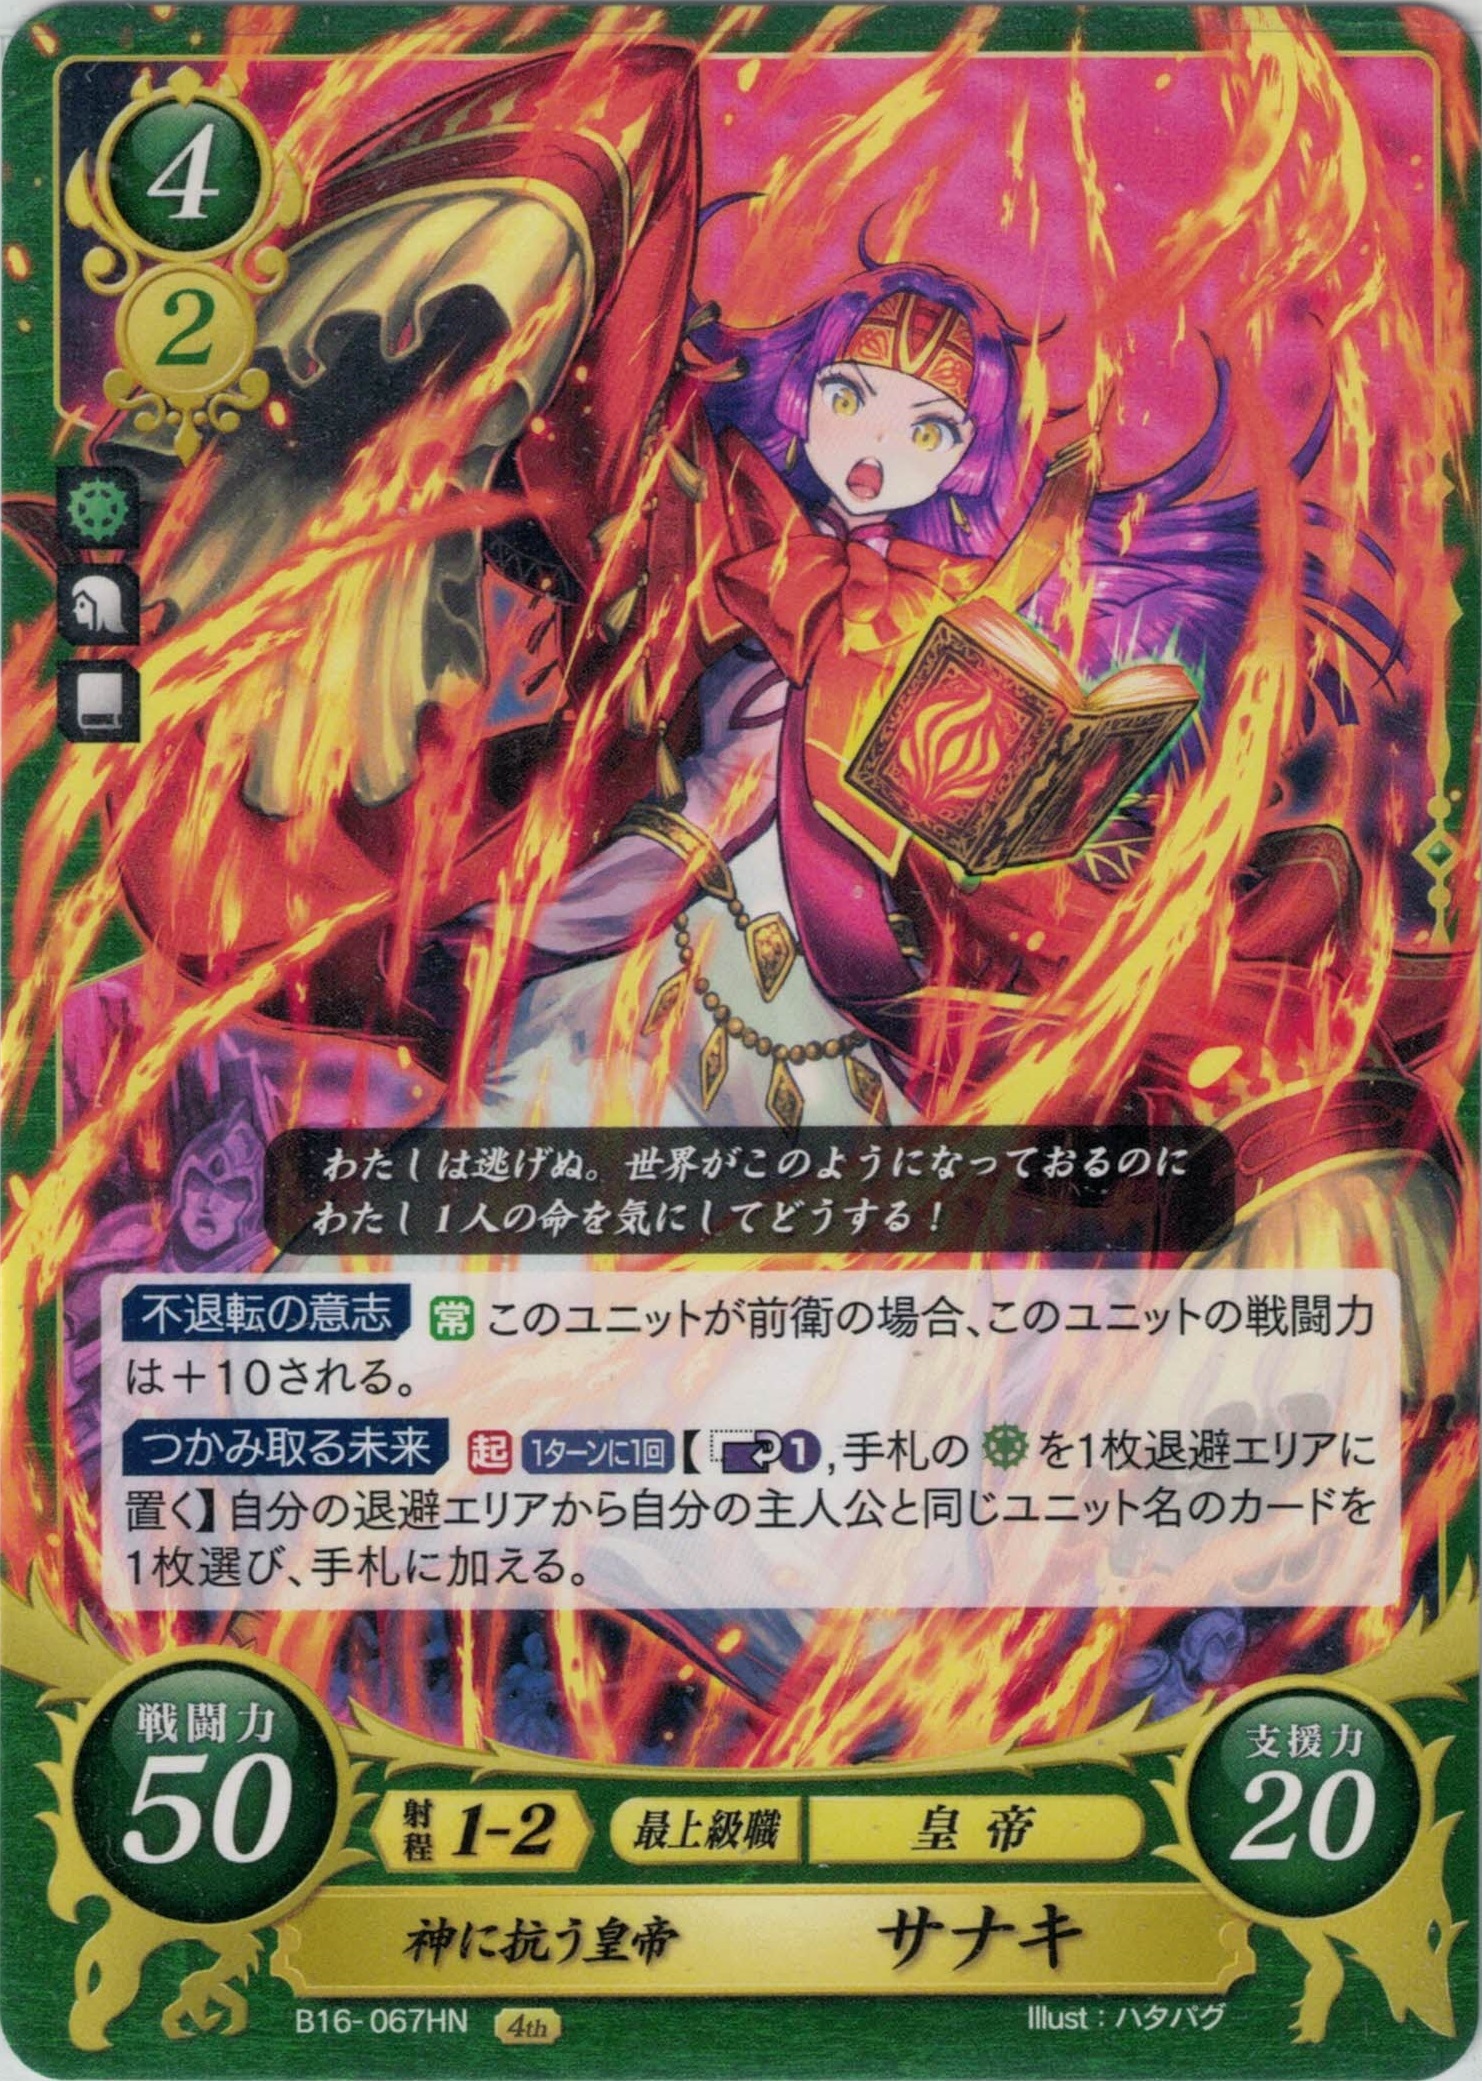 4
2
わたしは逃げぬ。世界がこのようになっておるのに
わたし1人の命を気にしてどうする！
不退転の意志 常 このユニットが前衛の場合、このユニットの戦闘力
は＋10される。
つかみ取る未来 起 1ターンに1回【 1,手札の を1枚退避エリアに
置く】自分の退避エリアから自分の主人公と同じユニット名のカードを
1枚選び、手札に加える。
戦闘力
50
射程 1-2
最上級職
皇帝
支援力
20
神に抗う皇帝 サナキ
B16-067HN 4th
Illust：ハタパグ